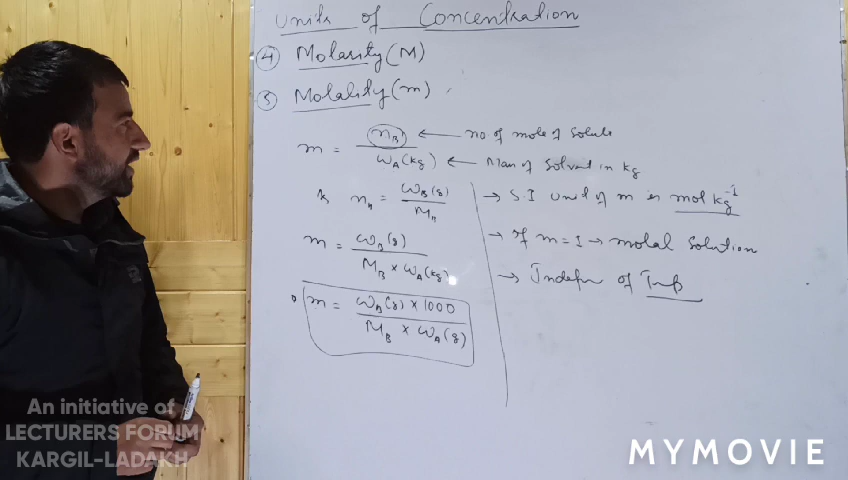 Units of Concentration
④ Molarity (M)
⑤ Molality (m)
m = n_B / W_A (kg)
← no. of mole of solute
← Mass of solvent in kg
n_B = W_B (g) / M_B
m = W_B (g) / M_B × W_A (kg)
m = W_B (g) × 1000 / M_B × W_A (g)
→ S.I Unit of m is mol kg⁻¹
→ If m = 1 → molal solution
→ Indepen of Temp
An initiative of
LECTURERS FORUM
KARGIL-LADAKH
MYMOVIE